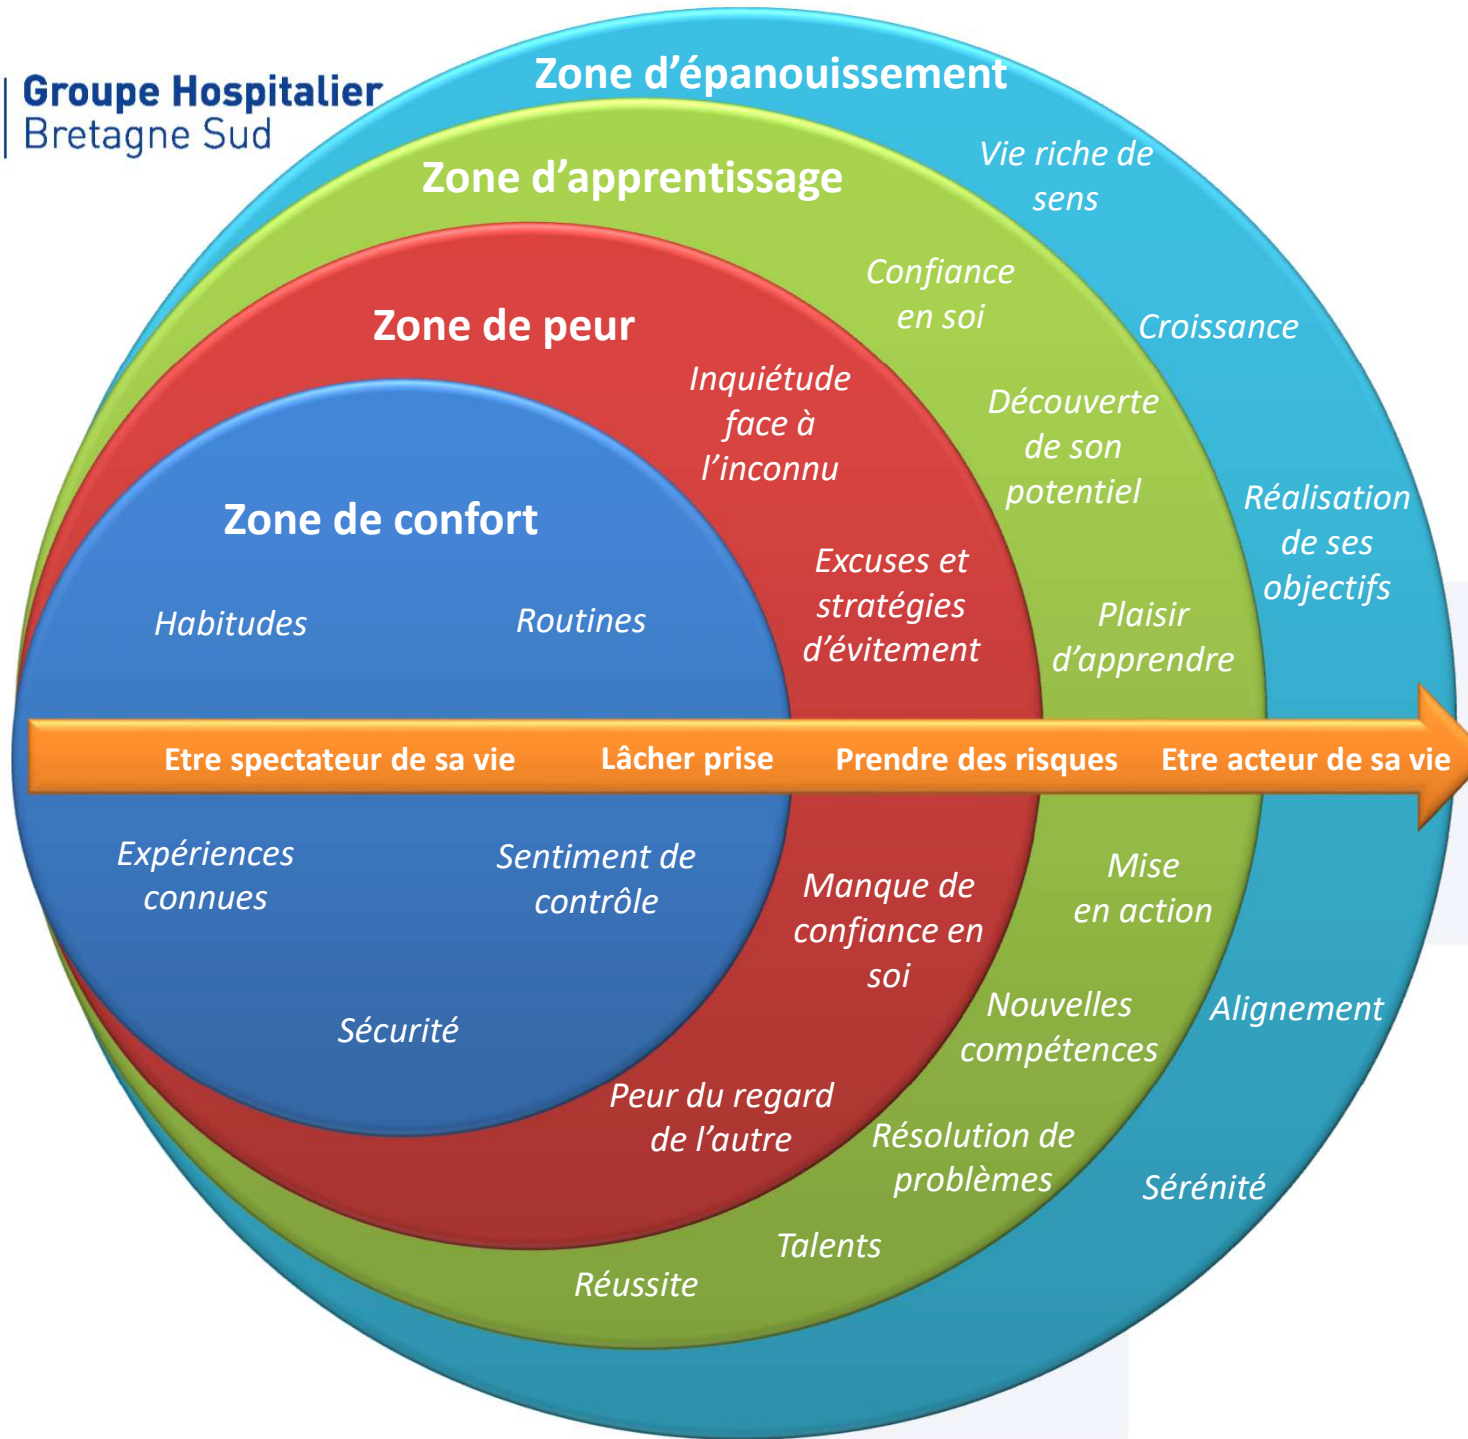 Groupe Hospitalier
Bretagne Sud
Zone d'épanouissement
Vie riche de
sens
Croissance
Réalisation
de ses
objectifs
Alignement
Sérénité
Zone d'apprentissage
Confiance
en soi
Découverte
de son
potentiel
Plaisir
d'apprendre
Mise
en action
Nouvelles
compétences
Résolution de
problèmes
Talents
Réussite
Zone de peur
Inquiétude
face à
l'inconnu
Excuses et
stratégies
d'évitement
Manque de
confiance en
soi
Peur du regard
de l'autre
Zone de confort
Habitudes
Routines
Expériences
connues
Sentiment de
contrôle
Sécurité
Etre spectateur de sa vie
Lâcher prise
Prendre des risques
Etre acteur de sa vie